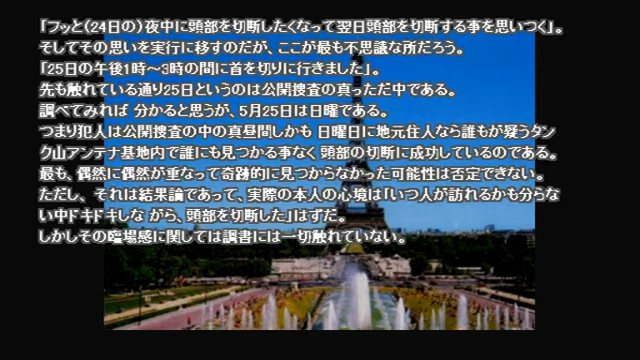 「フッと(24日の)夜中に頭部を切断したくなって翌日頭部を切断する事を思いつく」。
そしてその思いを実行に移すのだが、ここが最も不思議な所だろう。
「25日の午後1時～3時の間に首を切りに行きました」。
先も触れている通り25日というのは公開捜査の真っただ中である。
調べてみれば 分かると思うが、5月25日は日曜である。
つまり犯人は公開捜査の中の真昼間しかも 日曜日に地元住人なら誰もが疑うタン
ク山アンテナ基地内で誰にも見つかる事なく 頭部の切断に成功しているのである。
最も、偶然に偶然が重なって奇跡的に見つからなかった可能性は否定できない。
ただし、 それは結果論であって、実際の本人の心境は「いつ人が訪れるかも分らな
い中ドキドキしな がら、頭部を切断した」はずだ。
しかしその臨場感に関しては調書には一切触れていない。